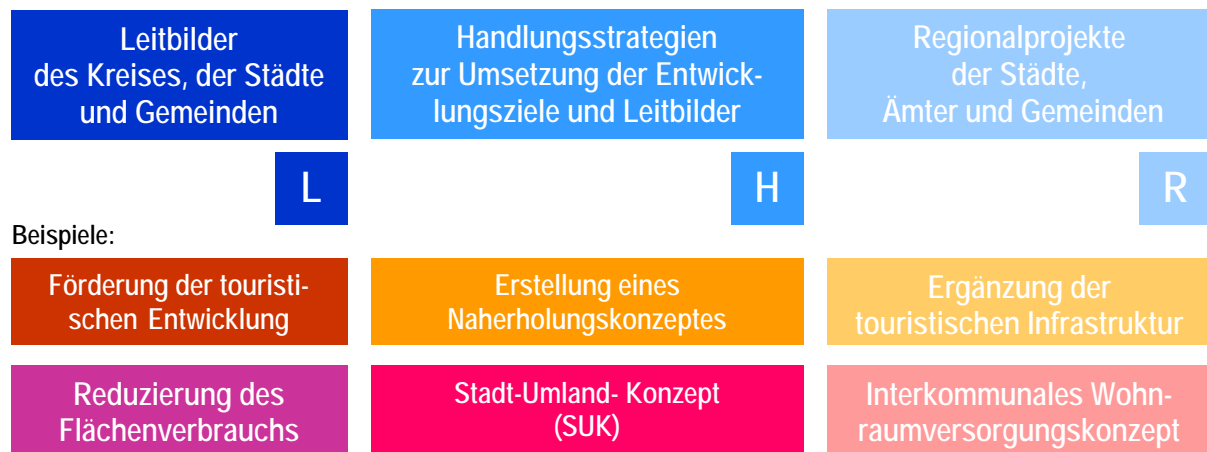 Leitbilder
des Kreises, der Städte
und Gemeinden
Handlungsstrategien
zur Umsetzung der Entwick-
lungsziele und Leitbilder
Regionalprojekte
der Städte,
Ämter und Gemeinden
L
H
R
Beispiele:
Förderung der touristi-
schen Entwicklung
Erstellung eines
Naherholungskonzeptes
Ergänzung der
touristischen Infrastruktur
Reduzierung des
Flächenverbrauchs
Stadt-Umland- Konzept
(SUK)
Interkommunales Wohn-
raumversorgungskonzept